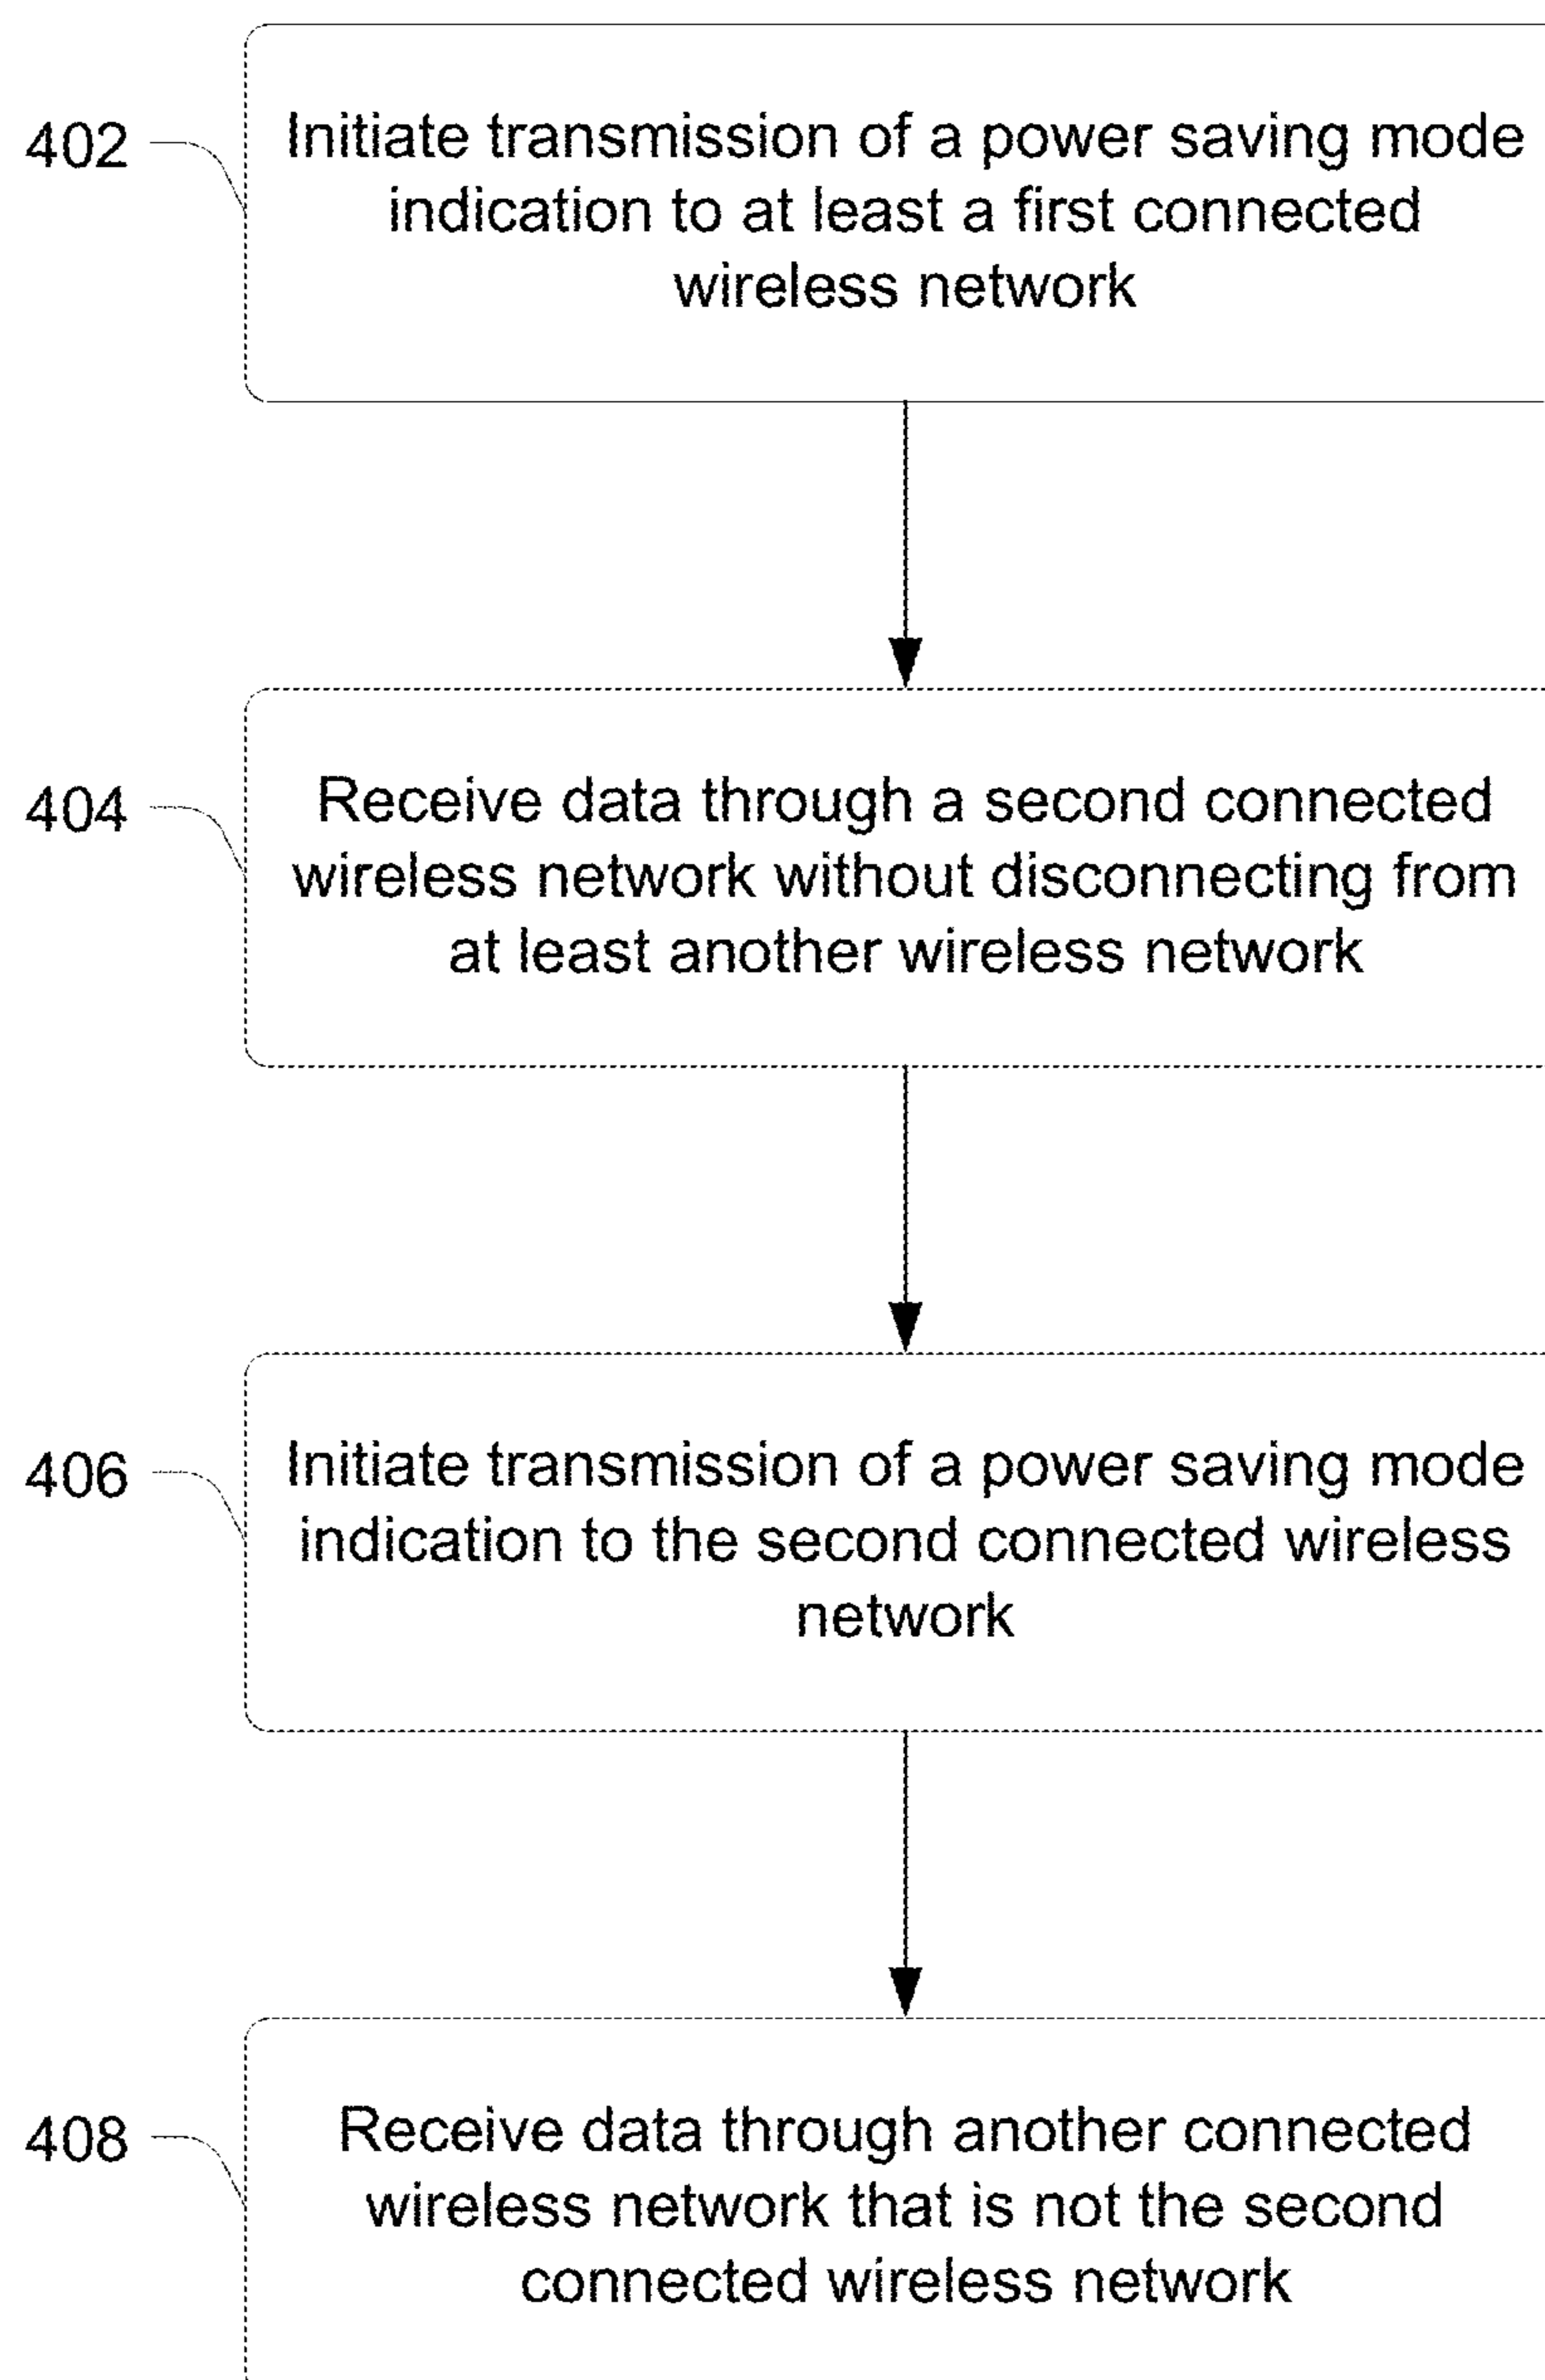 402
Initiate transmission of a power saving mode
indication to at least a first connected
wireless network
404
Receive data through a second connected
wireless network without disconnecting from
at least another wireless network
406
Initiate transmission of a power saving mode
indication to the second connected wireless
network
408
Receive data through another connected
wireless network that is not the second
connected wireless network